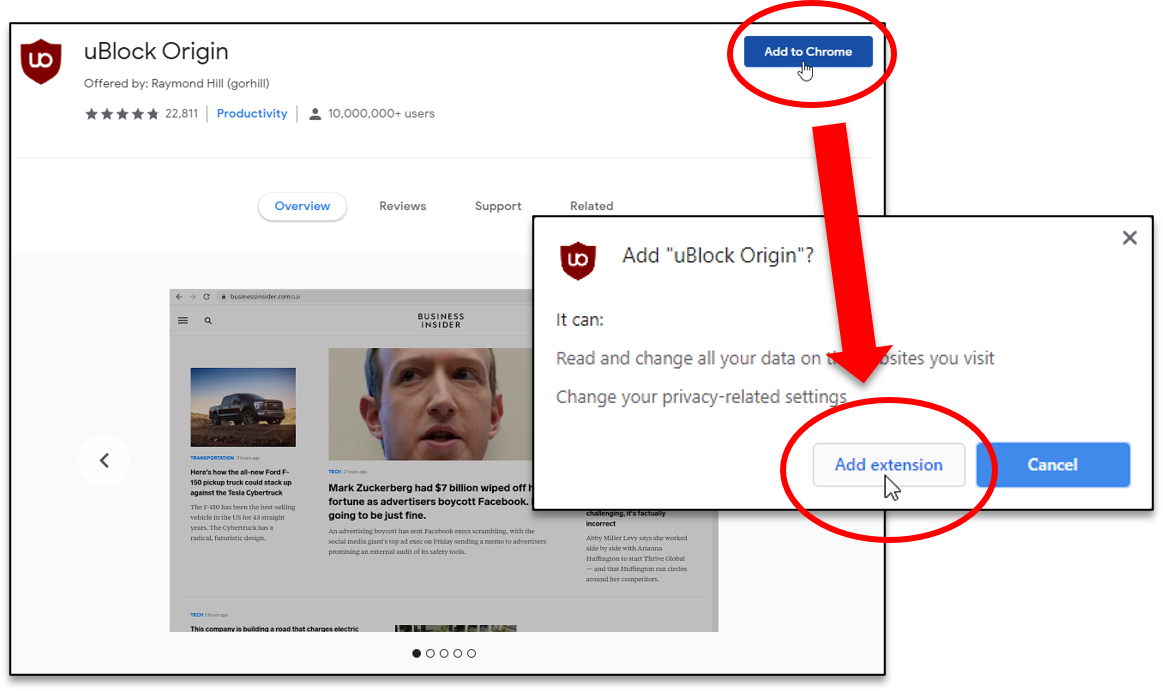 uBlock Origin
Add to Chrome
Offered by: Raymond Hill (gorhill)
22,811 Productivity 10,000,000+ users
Overview Reviews Support Related
uo
Add "uBlock Origin"?
It can:
Read and change all your data on sites you visit
Change your privacy-related settings
Add extension Cancel
businessinsider.com/sai
BUSINESS
INSIDER
TRANSPORTATION 7 hours ago
Here's how the all-new Ford F-
150 pickup truck could stack up
against the Tesla Cybertruck
The F-150 has been the best-selling
vehicle in the US for 43 straight
years. The Cybertruck has a
radical, futuristic design.
TECH 2 hours ago
Mark Zuckerberg had $7 billion wiped off
fortune as advertisers boycott Facebook.
going to be just fine.
An advertising boycott has sent Facebook execs scrambling, with the
social media giant's top ad exec on Friday sending a memo to advertisers
promising an external audit of its safety tools.
challenging, it's factually
incorrect
Abby Miller Levy says she worked
side by side with Arianna
Huffington to start Thrive Global
— and that Huffington ran circles
around her competitors.
TECH hours ago
This company is building a road that charges electric